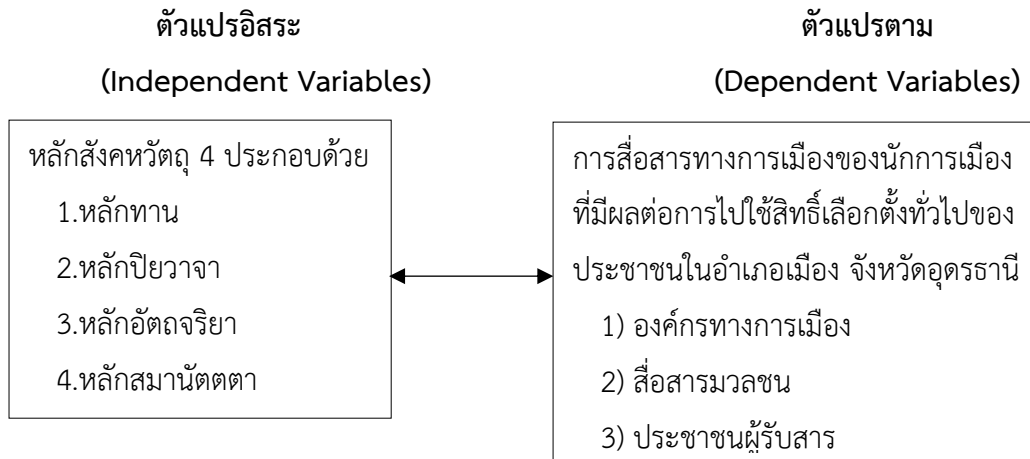 ตัวแปรอิสระ
(Independent Variables)
หลักสังคหวัตถุ 4 ประกอบด้วย
1.หลักทาน
2.หลักปิยวาจา
3.หลักอัตถจริยา
4.หลักสมานัตตตา
ตัวแปรตาม
(Dependent Variables)
การสื่อสารทางการเมืองของนักการเมือง
ที่มีผลต่อการไปใช้สิทธิ์เลือกตั้งทั่วไปของ
ประชาชนในอำเภอเมือง จังหวัดอุดรธานี
1) องค์กรทางการเมือง
2) สื่อสารมวลชน
3) ประชาชนผู้รับสาร